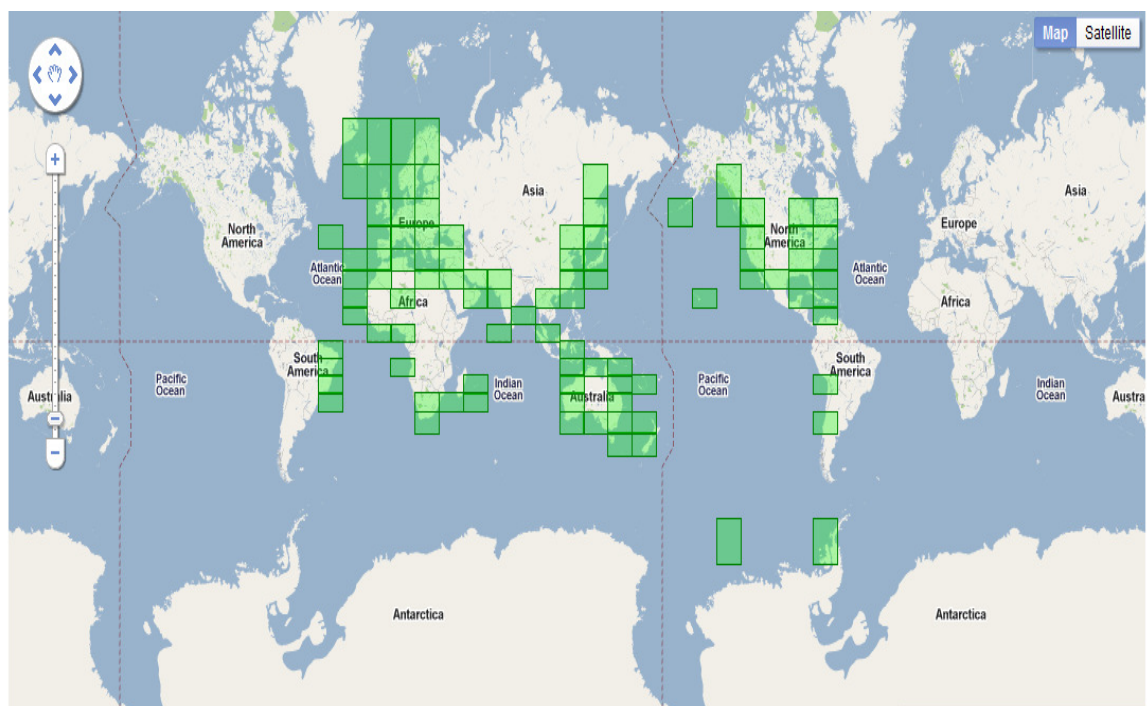 Map Satellite
Asia
Asia
North
America
Europe
North
America
Europe
Atlantic
Ocean
Atlantic
Ocean
Africa
Africa
South
America
South
America
Pacific
Ocean
Indian
Ocean
Pacific
Ocean
Indian
Ocean
Australia
Australia
Austra
Antarctica
Antarctica